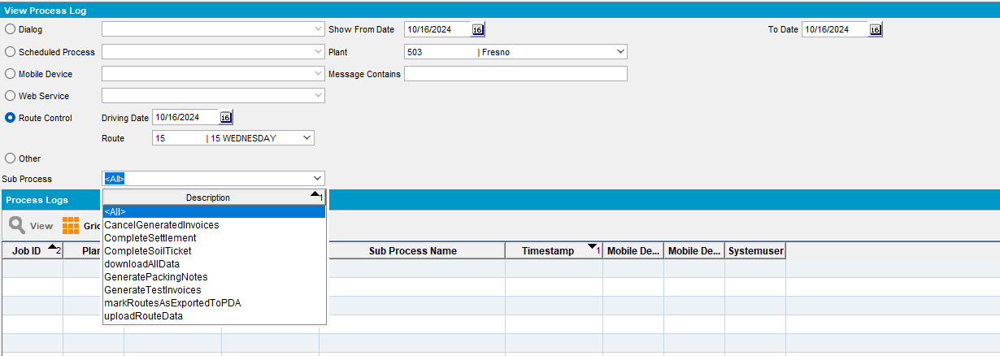 View Process Log
Dialog Show From Date 10/16/2024 16 To Date 10/16/2024 16
Scheduled Process Plant 503 | Fresno
Mobile Device Message Contains
Web Service
Route Control Driving Date 10/16/2024 16
Route 15 | 15 WEDNESDAY
Other
Sub Process <All>
Process Logs
Description 1
<All>
View Grid
CancelGeneratedInvoices
CompleteSettlement
Job ID 2 Plan Sub Process Name Timestamp 1 Mobile De... Mobile De... Systemuser
CompleteSoilTicket
downloadAllData
GeneratePackingNotes
GenerateTestInvoices
markRoutesAsExportedToPDA
uploadRouteData